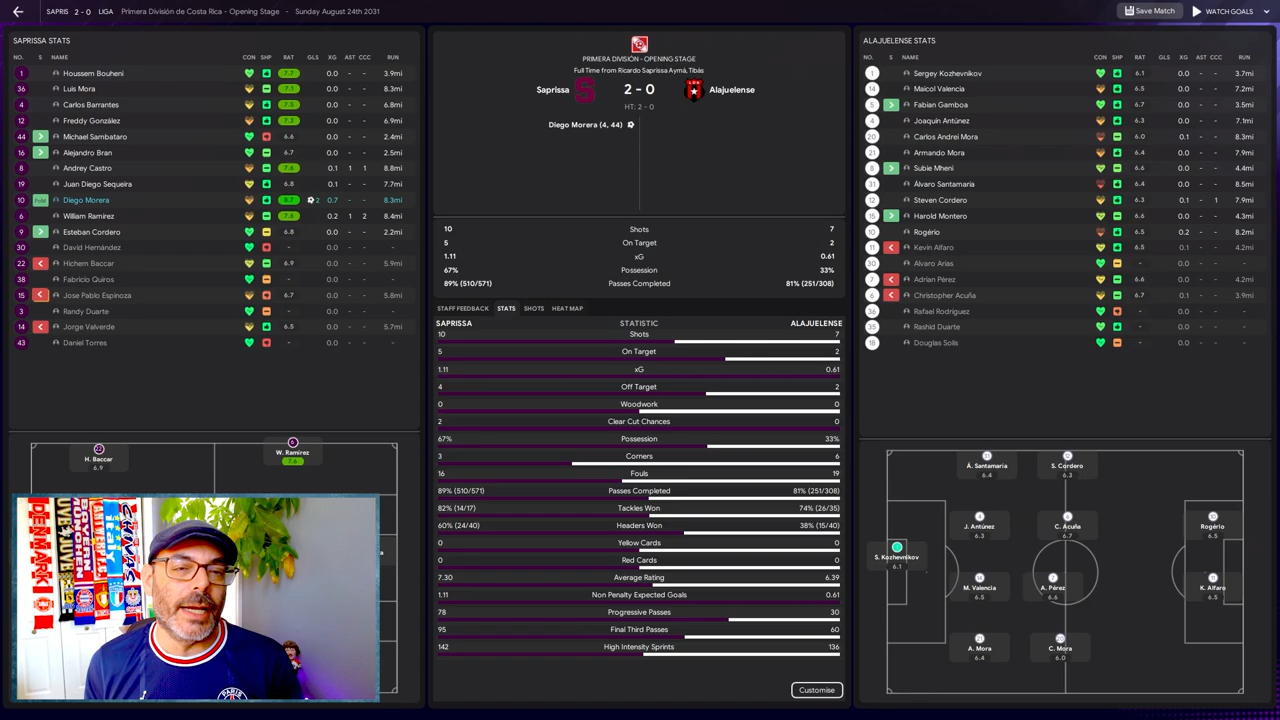 SAPRIS 2 - 0 LIGA Primera División de Costa Rica - Opening Stage - Sunday August 24th 2031
Save Match WATCH GOALS
SAPRISSA STATS
NO. S NAME CON SHP RAT GLS XG AST CCC RUN
1 Houssem Bouheni 7.7 0.0 - - 3.9mi
36 Luis Mora 7.1 0.0 - - 8.3mi
4 Carlos Barrantes 7.5 0.0 - - 6.8mi
12 Freddy González 7.3 0.0 - - 6.9mi
44 Michael Sambataro 6.6 0.0 - - 2.4mi
16 Alejandro Bran 6.7 0.0 - - 2.5mi
8 Andrey Castro 7.6 0.1 1 1 8.8mi
19 Juan Diego Sequeira 6.8 0.1 - - 7.7mi
10 PoM Diego Morera 8.7 2 0.7 - - 8.3mi
6 William Ramírez 7.6 0.2 1 2 8.4mi
9 Esteban Cordero 6.8 0.0 - - 2.2mi
30 David Hernández - 0.0 - - -
22 Hichem Baccar 6.9 0.0 - - 5.9mi
38 Fabricio Quiros - 0.0 - - -
15 Jose Pablo Espinoza 6.7 0.0 - - 5.8mi
3 Randy Duarte - 0.0 - - -
14 Jorge Valverde 6.5 0.0 - - 5.7mi
43 Daniel Torres - 0.0 - - -
H. Baccar
6.9
6
W. Ramírez
7.6
DENMARK
PARIS
PRIMERA DIVISIÓN - OPENING STAGE
Full Time from Ricardo Saprissa Aymá, Tibás
Saprissa 2 - 0 Alajuelense
HT: 2 - 0
Diego Morera (4, 44)
10 Shots 7
5 On Target 2
1.11 xG 0.61
67% Possession 33%
89% (510/571) Passes Completed 81% (251/308)
STAFF FEEDBACK STATS SHOTS HEAT MAP
SAPRISSA STATISTIC ALAJUELENSE
10 Shots 7
5 On Target 2
1.11 xG 0.61
4 Off Target 2
0 Woodwork 0
2 Clear Cut Chances 0
67% Possession 33%
3 Corners 6
16 Fouls 19
89% (510/571) Passes Completed 81% (251/308)
82% (14/17) Tackles Won 74% (26/35)
60% (24/40) Headers Won 38% (15/40)
0 Yellow Cards 0
0 Red Cards 0
7.30 Average Rating 6.39
1.11 Non Penalty Expected Goals 0.61
78 Progressive Passes 30
95 Final Third Passes 60
142 High Intensity Sprints 136
Customise
ALAJUELENSE STATS
NO. S NAME CON SHP RAT GLS XG AST CCC RUN
1 Sergey Kozhevnikov 6.1 0.0 - - 3.7mi
14 Maicol Valencia 6.5 0.0 - - 7.2mi
5 Fabian Gamboa 6.7 0.0 - - 3.5mi
4 Joaquín Antúnez 6.3 0.0 - - 7.1mi
20 Carlos Andrei Mora 6.0 0.1 - - 8.3mi
21 Armando Mora 6.4 0.0 - - 7.9mi
8 Subie Mheni 6.6 0.0 - - 4.4mi
31 Álvaro Santamaría 6.4 0.0 - - 8.5mi
12 Steven Cordero 6.3 0.1 - 1 7.9mi
15 Harold Montero 6.6 0.0 - - 4.3mi
10 Rogério 6.5 0.2 - - 8.2mi
11 Kevin Alfaro 6.5 0.1 - - 4.2mi
30 Alvaro Arias - 0.0 - - -
7 Adrian Pérez 6.6 0.0 - - 4.2mi
6 Christopher Acuña 6.7 0.1 - - 3.9mi
36 Rafael Rodríguez - 0.0 - - -
35 Rashid Duarte - 0.0 - - -
18 Douglas Solis - 0.0 - - -
Á. Santamaría
6.4
S. Cordero
6.3
J. Antúnez
6.3
C. Acuña
6.7
Rogério
6.5
S. Kozhevnikov
6.1
M. Valencia
6.5
A. Pérez
6.6
K. Alfaro
6.5
A. Mora
6.4
C. Mora
6.0